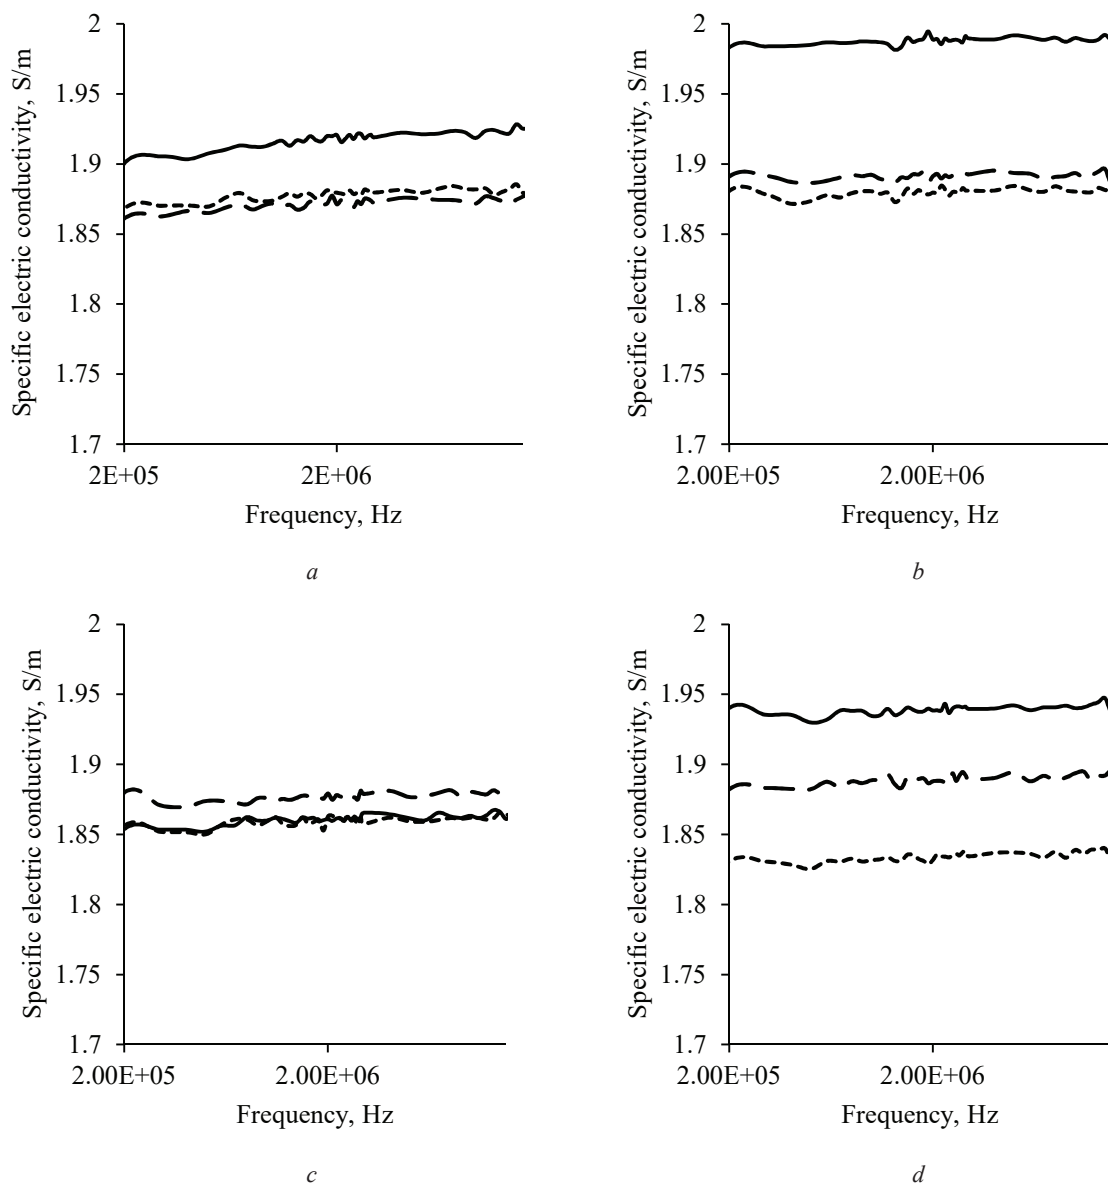 Specific electric conductivity, S/m
2
1.95
1.9
1.85
1.8
1.75
1.7
2E+05 2E+06
Frequency, Hz
a
Specific electric conductivity, S/m
2
1.95
1.9
1.85
1.8
1.75
1.7
2.00E+05 2.00E+06
Frequency, Hz
b
Specific electric conductivity, S/m
2
1.95
1.9
1.85
1.8
1.75
1.7
2.00E+05 2.00E+06
Frequency, Hz
c
Specific electric conductivity, S/m
2
1.95
1.9
1.85
1.8
1.75
1.7
2.00E+05 2.00E+06
Frequency, Hz
d